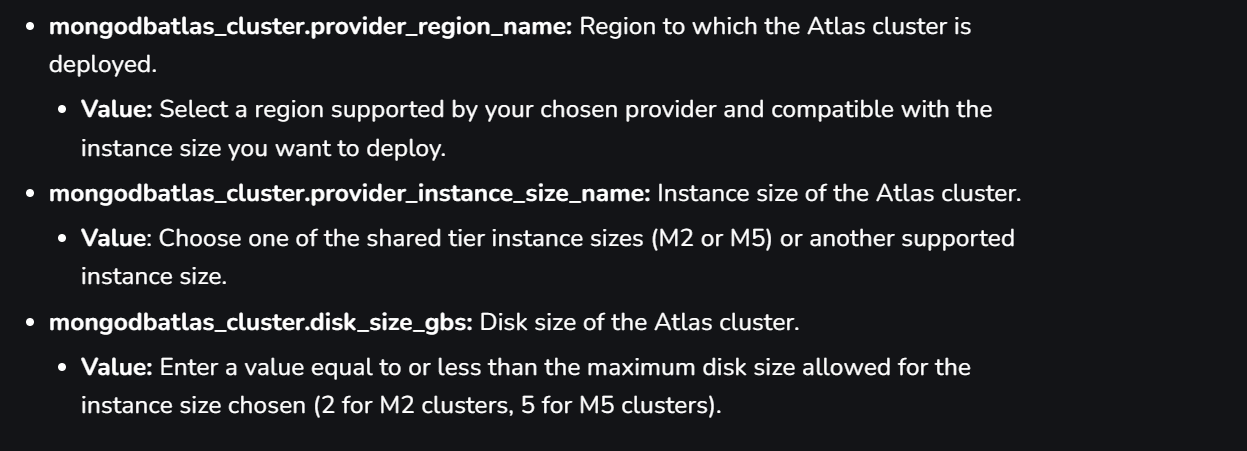 • mongodbatlas_cluster.provider_region_name: Region to which the Atlas cluster is
deployed.
• Value: Select a region supported by your chosen provider and compatible with the
instance size you want to deploy.
• mongodbatlas_cluster.provider_instance_size_name: Instance size of the Atlas cluster.
• Value: Choose one of the shared tier instance sizes (M2 or M5) or another supported
instance size.
• mongodbatlas_cluster.disk_size_gbs: Disk size of the Atlas cluster.
• Value: Enter a value equal to or less than the maximum disk size allowed for the
instance size chosen (2 for M2 clusters, 5 for M5 clusters).